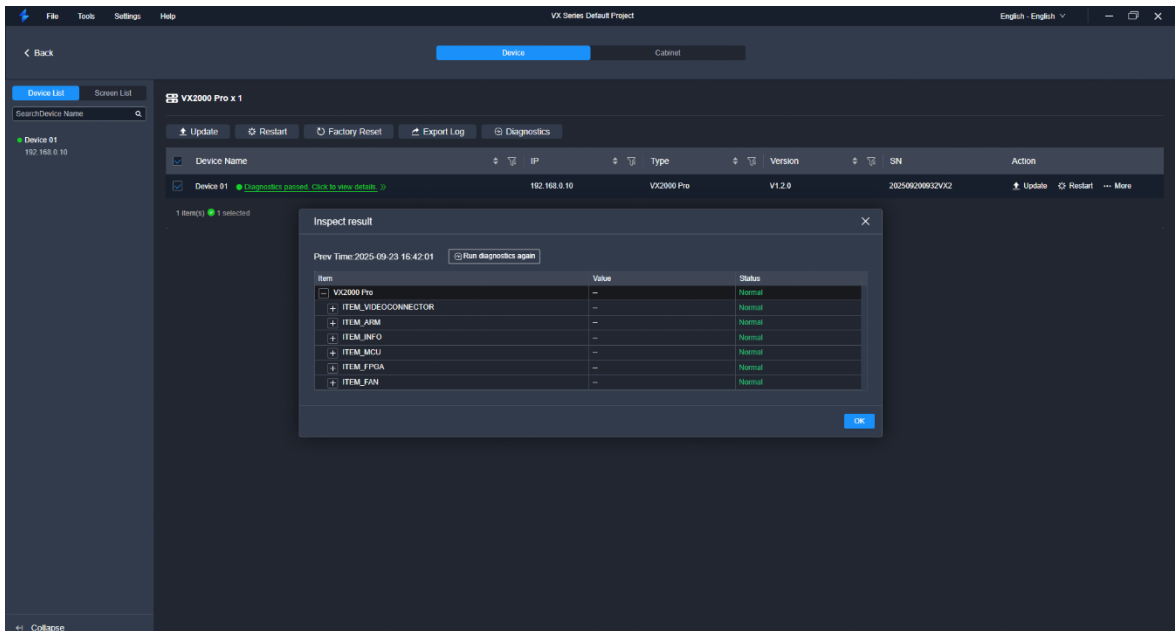 File Tools Settings Help VX Series Default Project English - English
< Back Device Cabinet
Device List Screen List
SearchDevice Name
Device 01
192.168.0.10
VX2000 Pro x 1
Update Restart Factory Reset Export Log Diagnostics
Device Name IP Type Version SN Action
Device 01 Diagnostics passed. Click to view details. >> 192.168.0.10 VX2000 Pro V1.2.0 202509200932VX2 Update Restart ··· More
1 item(s) 1 selected
Inspect result
Prev Time:2025-09-23 16:42:01 Run diagnostics again
Item Value Status
VX2000 Pro -- Normal
ITEM_VIDEOCONNECTOR -- Normal
ITEM_ARM -- Normal
ITEM_INFO -- Normal
ITEM_MCU -- Normal
ITEM_FPGA -- Normal
ITEM_FAN -- Normal
OK
Collapse